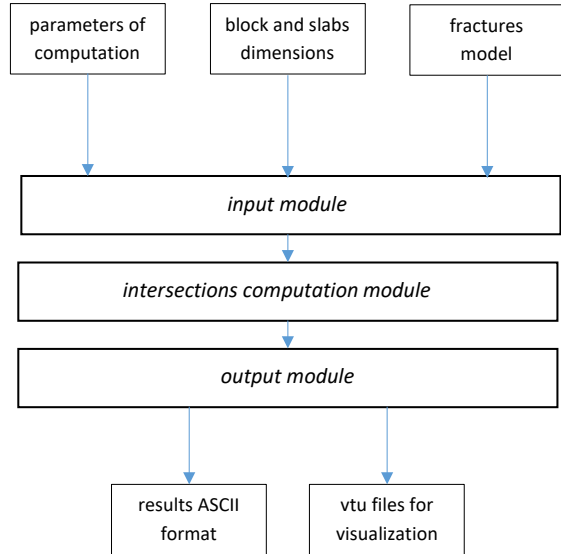 parameters of
computation
block and slabs
dimensions
fractures
model
input module
intersections computation module
output module
results ASCII
format
vtu files for
visualization